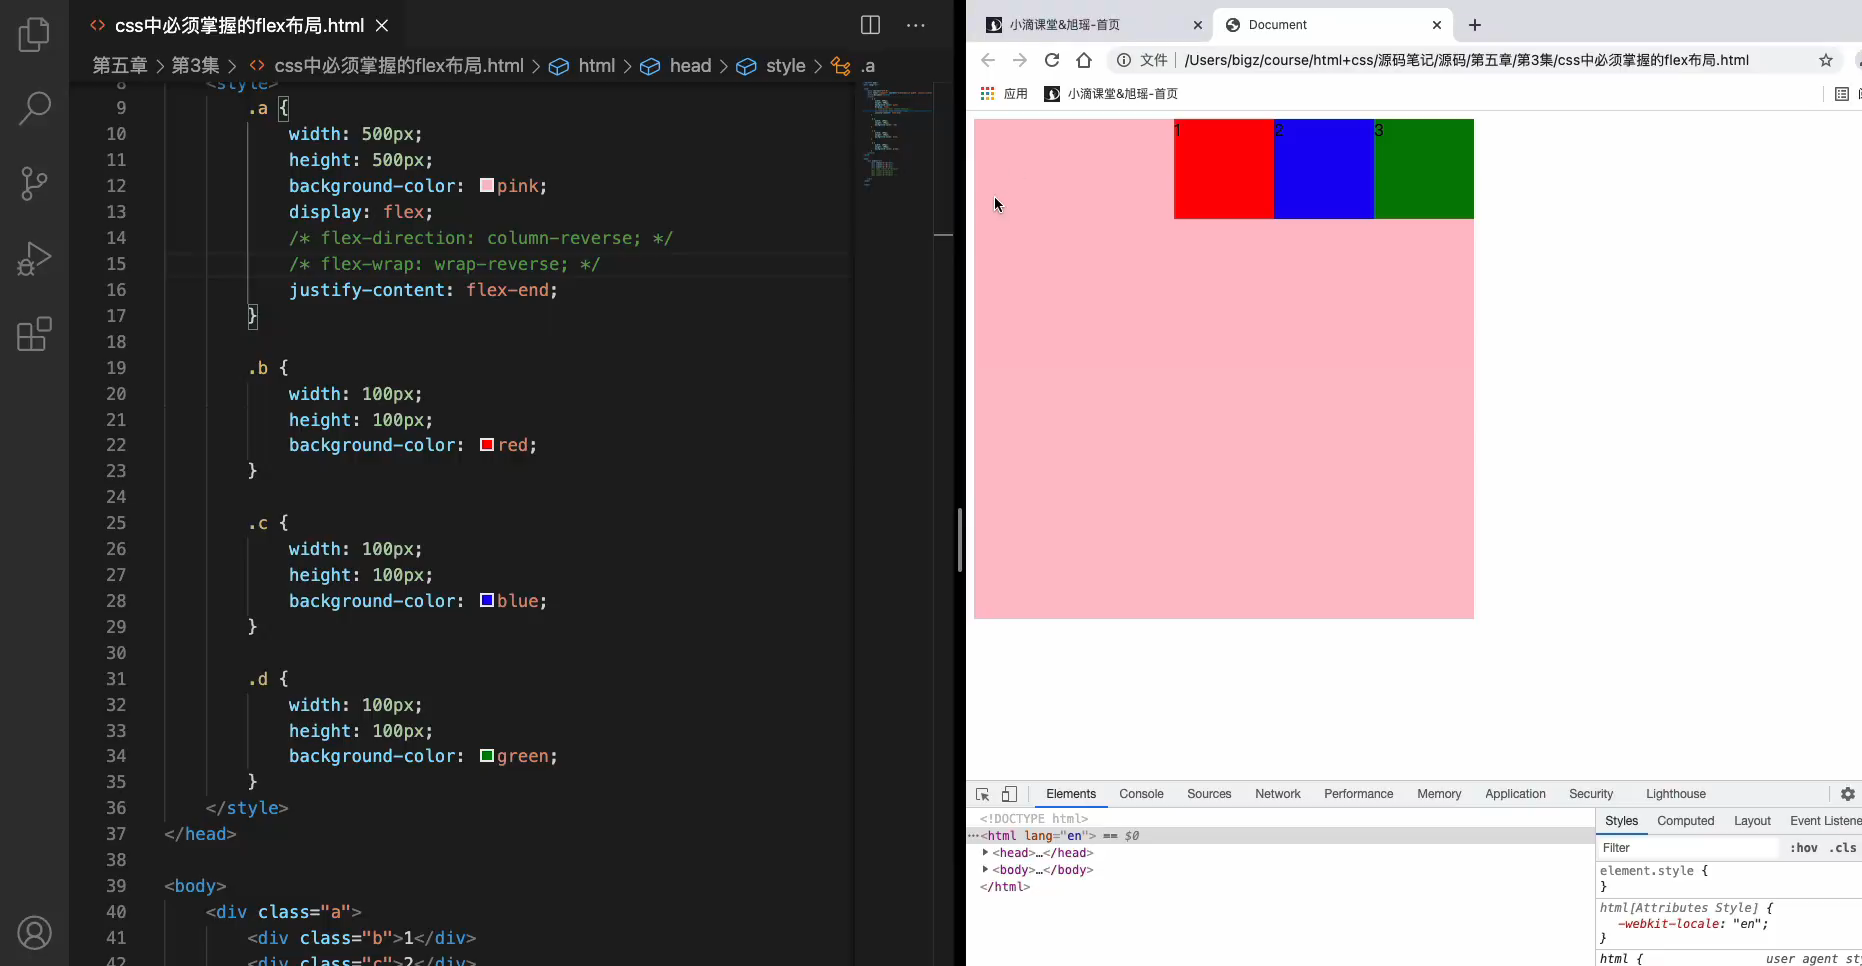 css中必须掌握的flex布局.html
第五章 > 第3集 > css中必须掌握的flex布局.html > html > head > style > .a
8 <style>
9 .a {
10 width: 500px;
11 height: 500px;
12 background-color: pink;
13 display: flex;
14 /* flex-direction: column-reverse; */
15 /* flex-wrap: wrap-reverse; */
16 justify-content: flex-end;
17 }
18
19 .b {
20 width: 100px;
21 height: 100px;
22 background-color: red;
23 }
24
25 .c {
26 width: 100px;
27 height: 100px;
28 background-color: blue;
29 }
30
31 .d {
32 width: 100px;
33 height: 100px;
34 background-color: green;
35 }
36 </style>
37 </head>
38
39 <body>
40 <div class="a">
41 <div class="b">1</div>
42 <div class="c">2</div>
小滴课堂&旭瑶-首页 Document
文件 /Users/bigz/course/html+css/源码笔记/源码/第五章/第3集/css中必须掌握的flex布局.html
应用 小滴课堂&旭瑶-首页
1 2 3
Elements Console Sources Network Performance Memory Application Security Lighthouse
<!DOCTYPE html>
<html lang="en"> == $0
<head>…</head>
<body>…</body>
</html>
Styles Computed Layout Event Listene
Filter :hov .cls
element.style {
}
html[Attributes Style] {
-webkit-locale: "en";
}
html { user agent sty